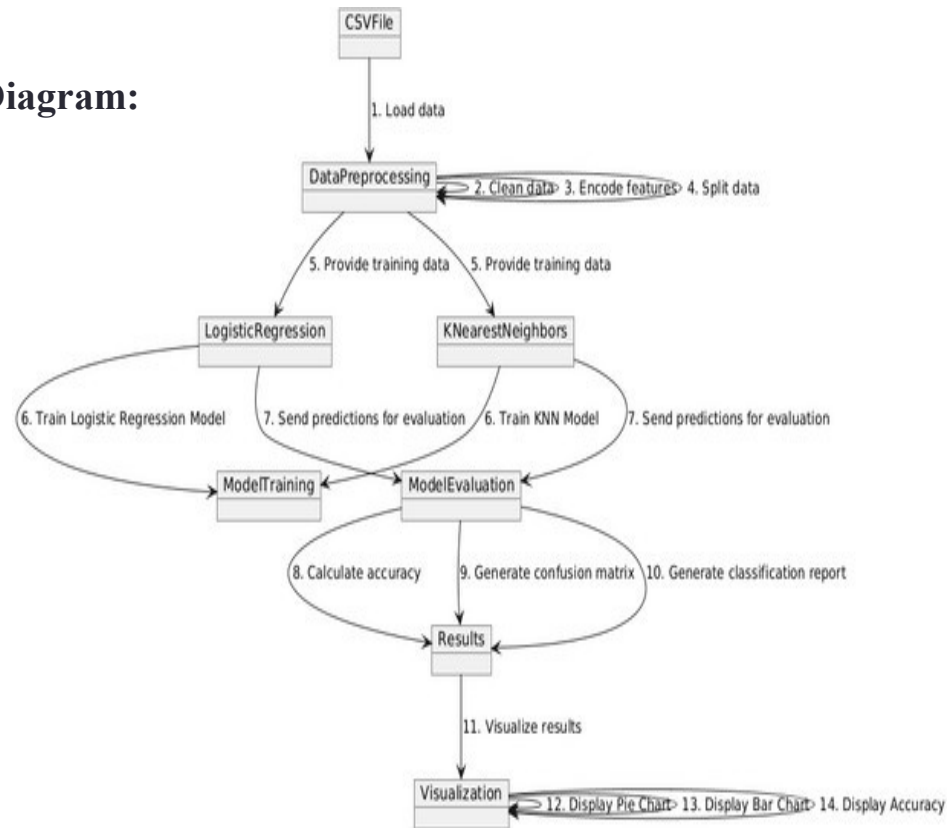 CSVFile
Diagram:
1. Load data
DataPreprocessing
2. Clean data 3. Encode features 4. Split data
5. Provide training data 5. Provide training data
LogisticRegression KNearestNeighbors
6. Train Logistic Regression Model 7. Send predictions for evaluation 6. Train KNN Model 7. Send predictions for evaluation
ModelTraining ModelEvaluation
8. Calculate accuracy 9. Generate confusion matrix 10. Generate classification report
Results
11. Visualize results
Visualization
12. Display Pie Chart 13. Display Bar Chart 14. Display Accuracy